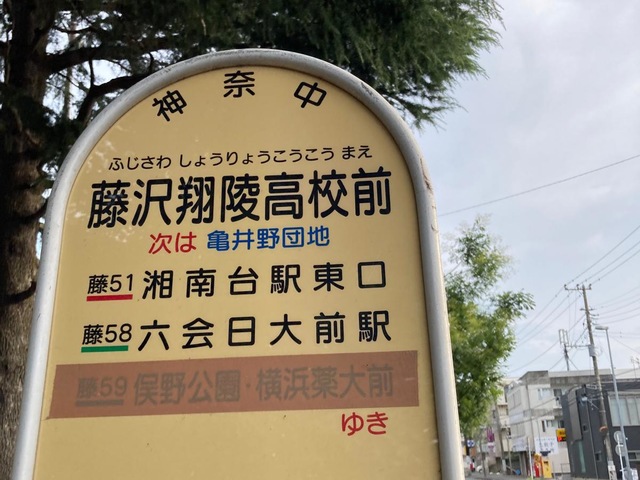 神奈中
ふじさわ しょうりょうこうこう まえ
藤沢翔陵高校前
次は 亀井野団地
藤51 湘南台駅東口
藤58 六会日大前駅
藤59 俣野公園・横浜薬大前
ゆき